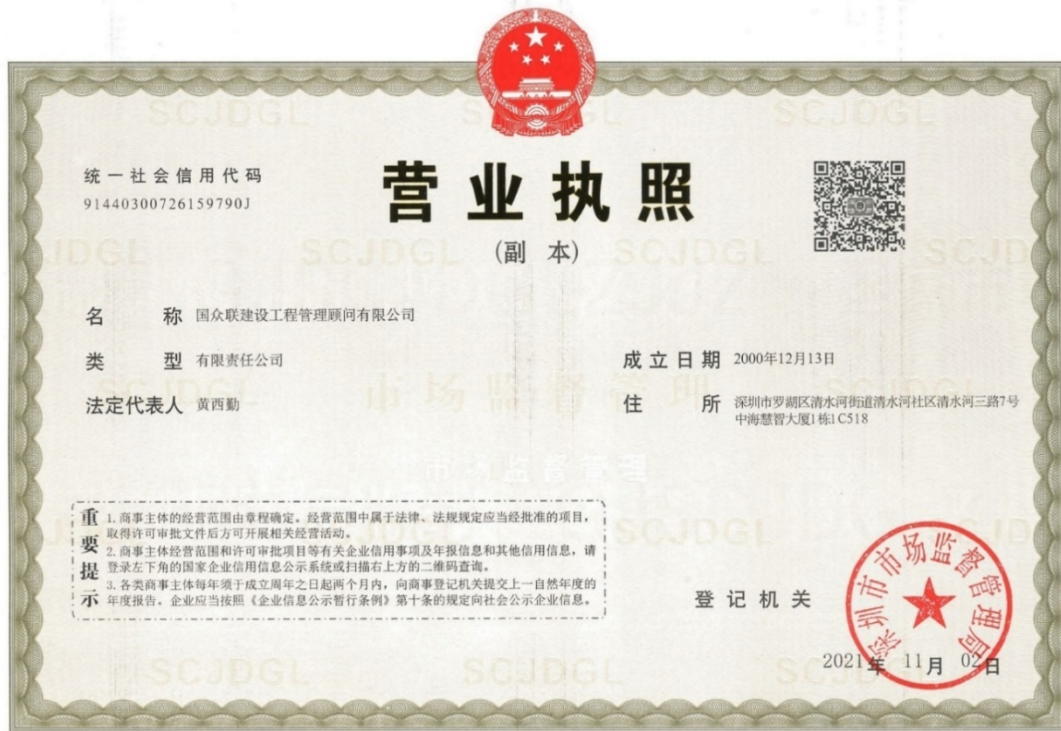 统一社会信用代码
91440300726159790J
营业执照
(副 本)
名 称 国众联建设工程管理顾问有限公司
类 型 有限责任公司
法定代表人 黄西勤
成立日期 2000年12月13日
住 所 深圳市罗湖区清水河街道清水河社区清水河三路7号
中海慧智大厦1栋1C518
重要提示
1. 商事主体的经营范围由章程确定。经营范围中属于法律、法规规定应当经批准的项目，
取得许可审批文件后方可开展相关经营活动。
2. 商事主体经营范围和许可审批项目等有关企业信用事项及年报信息和其他信用信息，请
登录左下角的国家企业信用信息公示系统或扫描右上方的二维码查询。
3. 各类商事主体每年须于成立周年之日起两个月内，向商事登记机关提交上一自然年度的
年度报告。企业应当按照《企业信息公示暂行条例》第十条的规定向社会公示企业信息。
登记机关
深圳市市场监督管理局
2021年 11月 02日
SCJDGL
市场监督管理
市场监督管理